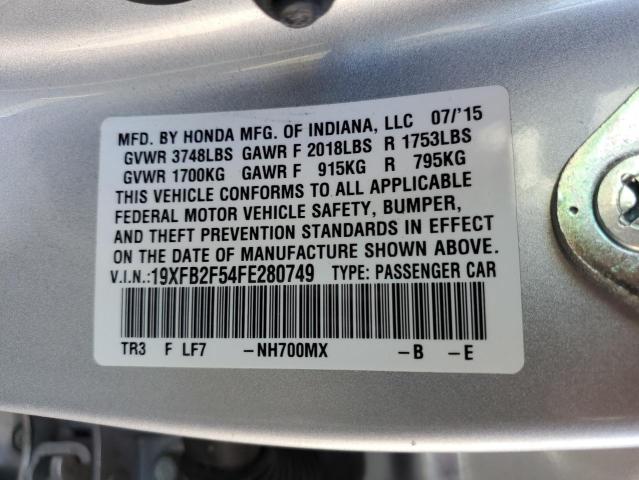 MFD. BY HONDA MFG. OF INDIANA, LLC 07/'15
GVWR 3748LBS GAWR F 2018LBS R 1753LBS
GVWR 1700KG GAWR F 915KG R 795KG
THIS VEHICLE CONFORMS TO ALL APPLICABLE
FEDERAL MOTOR VEHICLE SAFETY, BUMPER,
AND THEFT PREVENTION STANDARDS IN EFFECT
ON THE DATE OF MANUFACTURE SHOWN ABOVE.
V.I.N.:19XFB2F54FE280749 TYPE: PASSENGER CAR
TR3 F LF7 -NH700MX -B -E